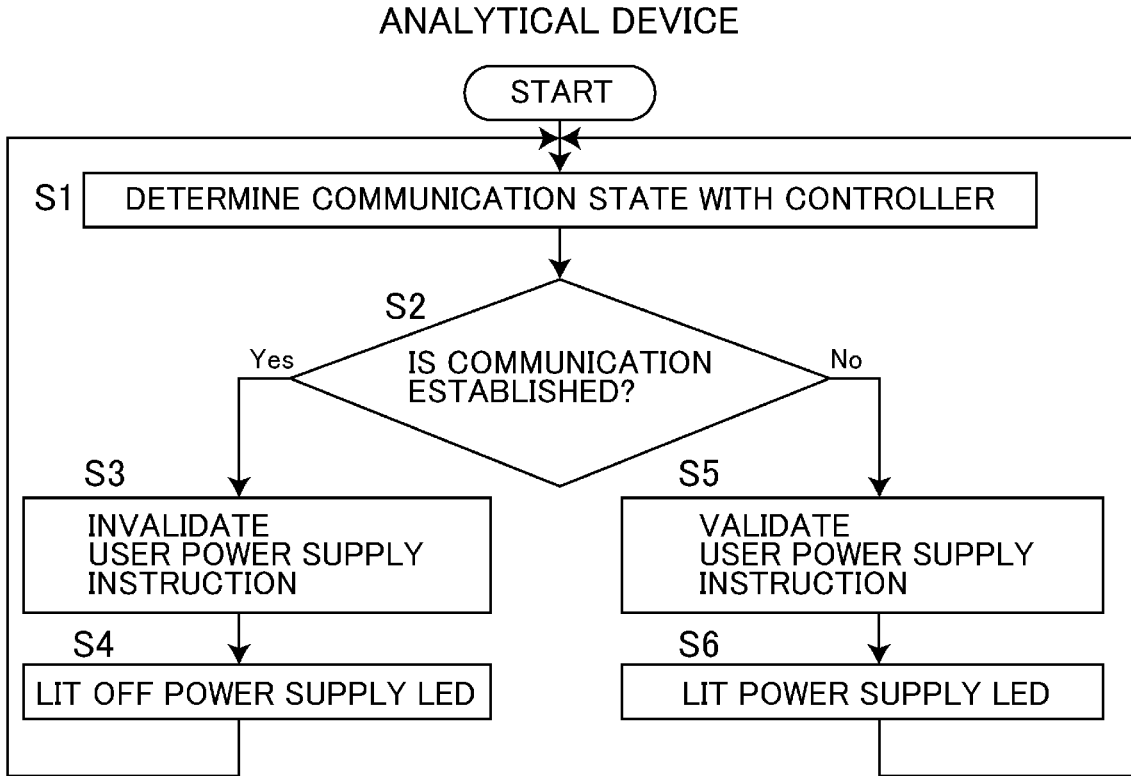 ANALYTICAL DEVICE
START
S1
DETERMINE COMMUNICATION STATE WITH CONTROLLER
S2
IS COMMUNICATION
ESTABLISHED?
Yes
No
S3
INVALIDATE
USER POWER SUPPLY
INSTRUCTION
S5
VALIDATE
USER POWER SUPPLY
INSTRUCTION
S4
LIT OFF POWER SUPPLY LED
S6
LIT POWER SUPPLY LED